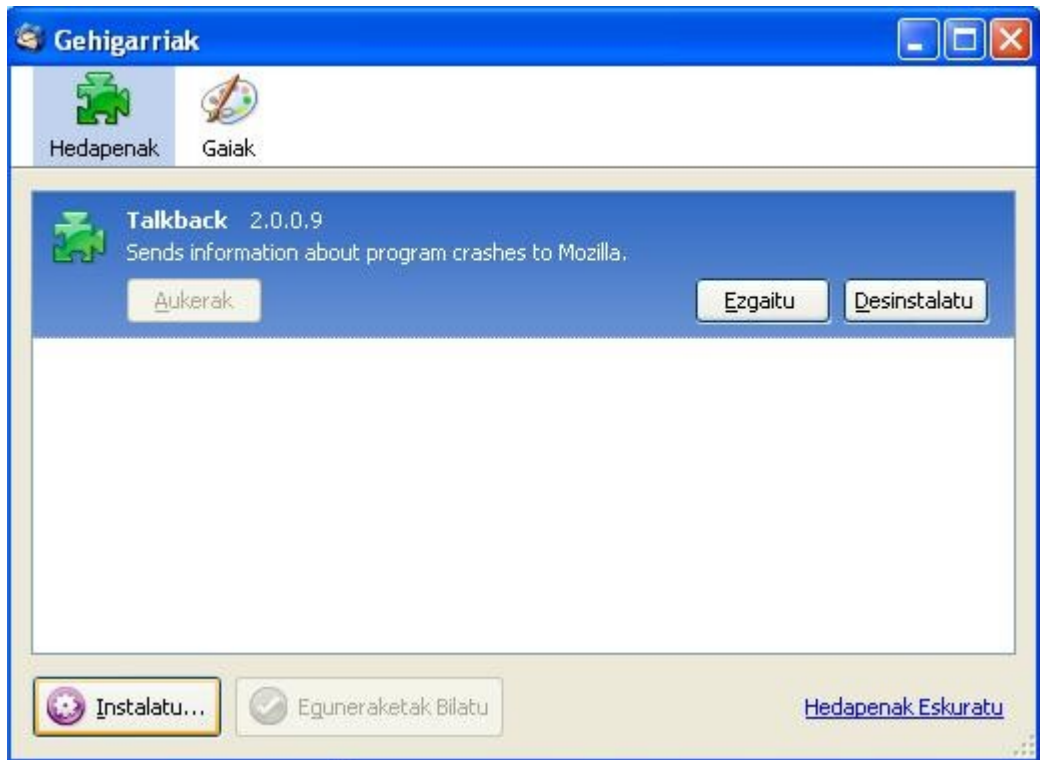 Gehigarriak
Hedapenak
Gaiak
Talkback 2.0.0.9
Sends information about program crashes to Mozilla.
Aukerak
Ezgaitu
Desinstalatu
Instalatu...
Eguneraketak Bilatu
Hedapenak Eskuratu